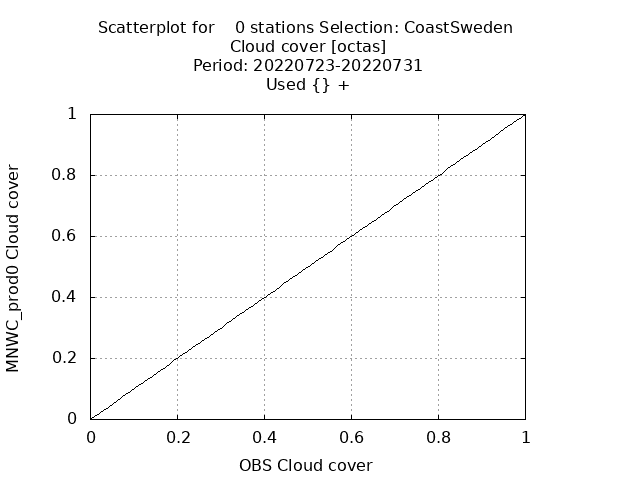 Scatterplot for    0 stations Selection: CoastSweden
Cloud cover [octas]
Period: 20220723-20220731
Used {} +
1
0.8
0.6
0.4
0.2
0
MNWC_prod0 Cloud cover
0 0.2 0.4 0.6 0.8 1
OBS Cloud cover